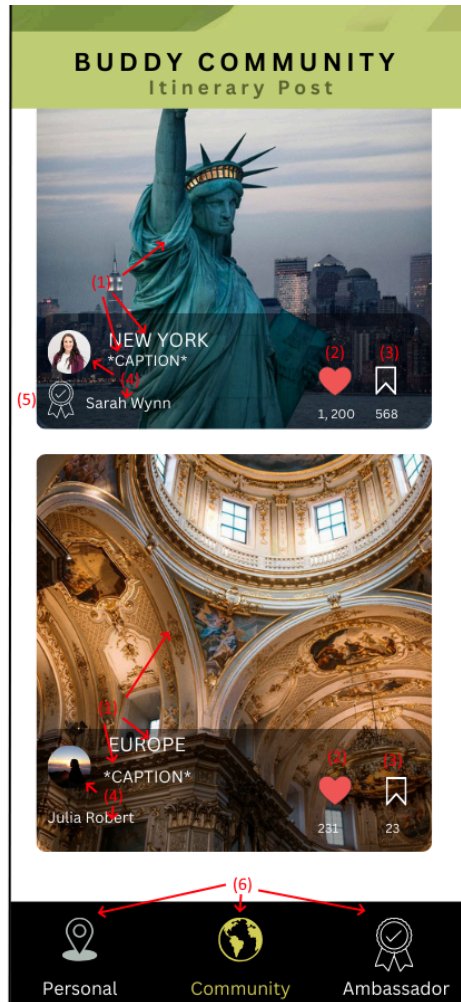 BUDDY COMMUNITY
Itinerary Post
(1)
NEW YORK
*CAPTION*
(2)
(3)
(4)
(5)
Sarah Wynn
1, 200
568
(1)
EUROPE
*CAPTION*
(2)
(3)
(4)
Julia Robert
231
23
(6)
Personal
Community
Ambassador